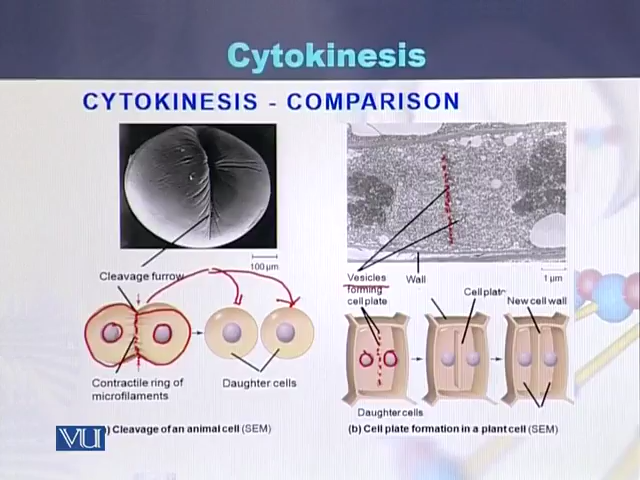 Cytokinesis
CYTOKINESIS - COMPARISON
100 µm
1 µm
Cleavage furrow
Vesicles
forming
cell plate
Wall
Cell plate
New cell wall
Contractile ring of
microfilaments
Daughter cells
Daughter cells
VU
) Cleavage of an animal cell (SEM)
(b) Cell plate formation in a plant cell (SEM)